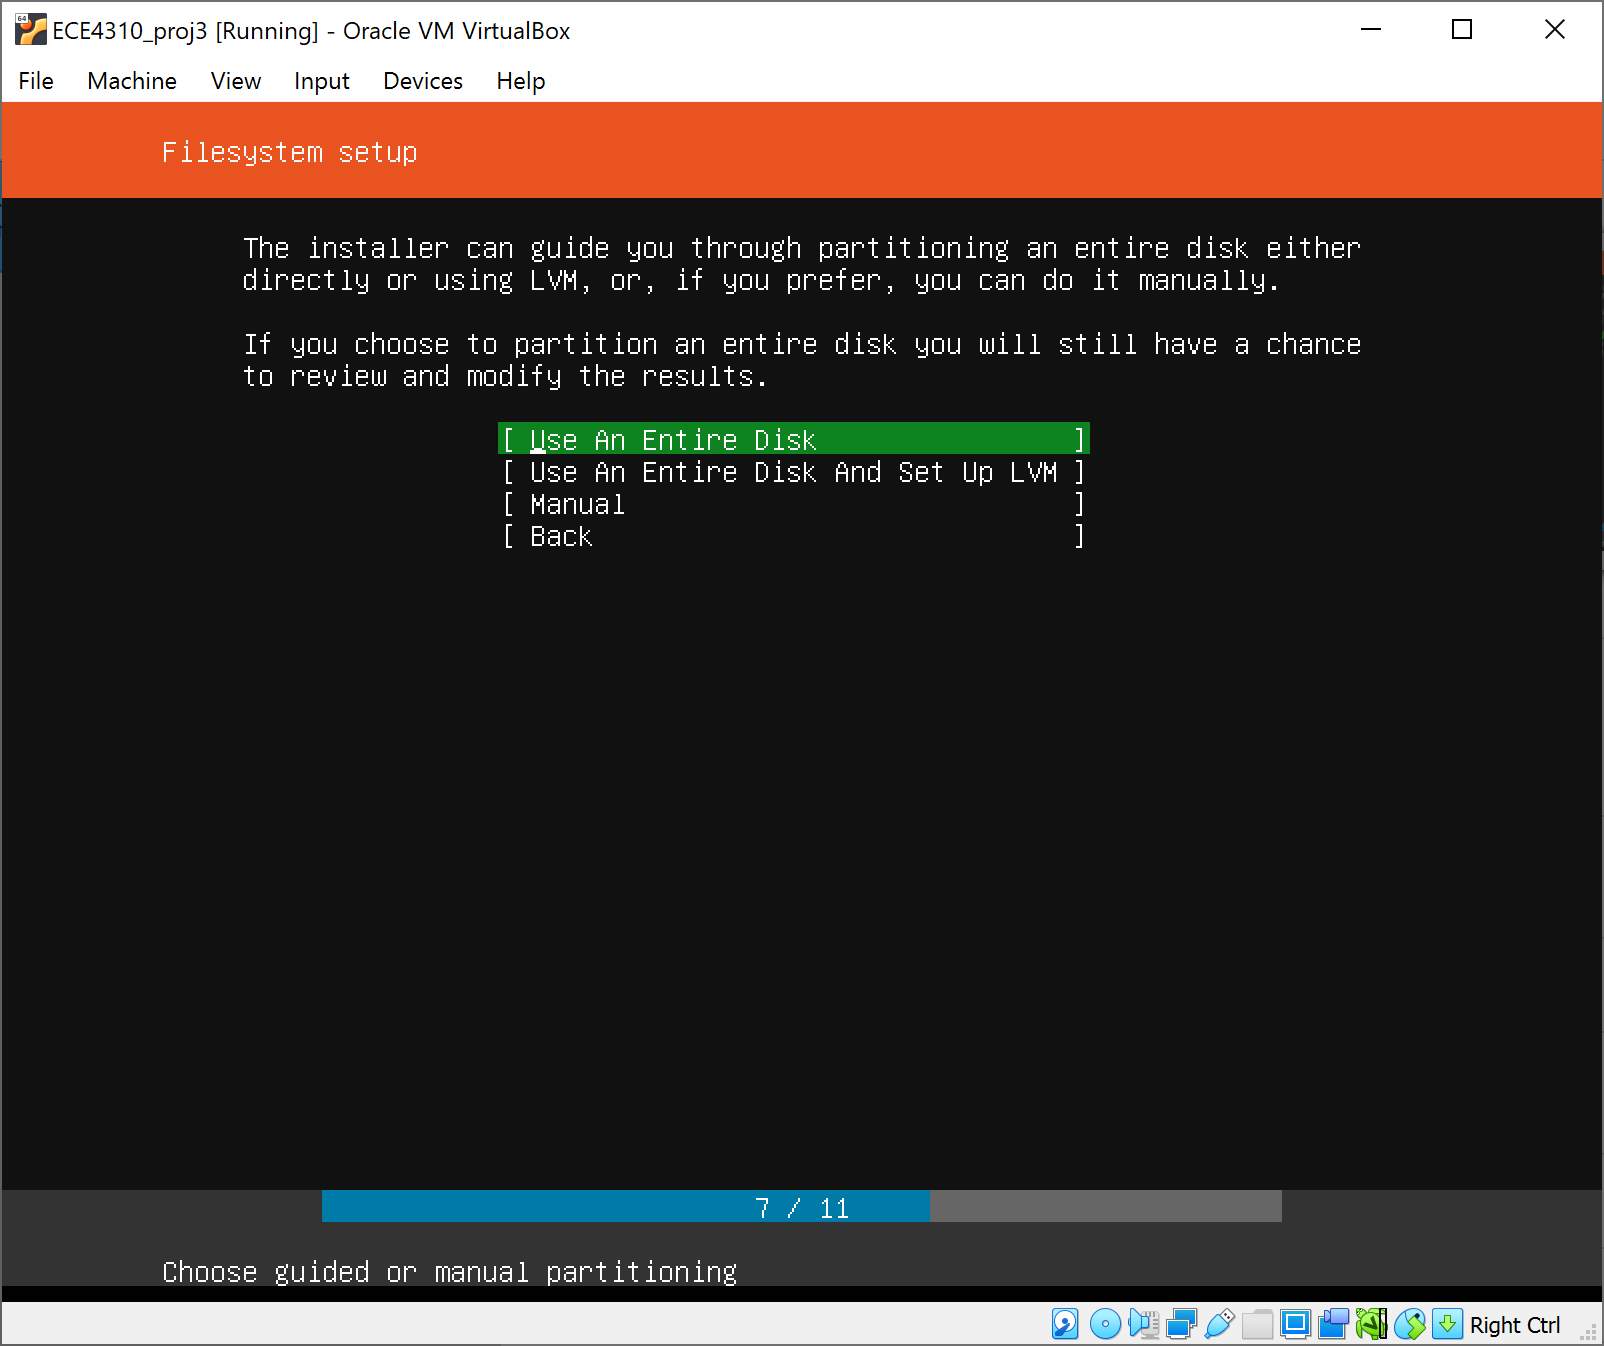 ECE4310_proj3 [Running] - Oracle VM VirtualBox
File Machine View Input Devices Help
Filesystem setup
The installer can guide you through partitioning an entire disk either
directly or using LVM, or, if you prefer, you can do it manually.
If you choose to partition an entire disk you will still have a chance
to review and modify the results.
[ Use An Entire Disk ]
[ Use An Entire Disk And Set Up LVM ]
[ Manual ]
[ Back ]
7 / 11
Choose guided or manual partitioning
Right Ctrl